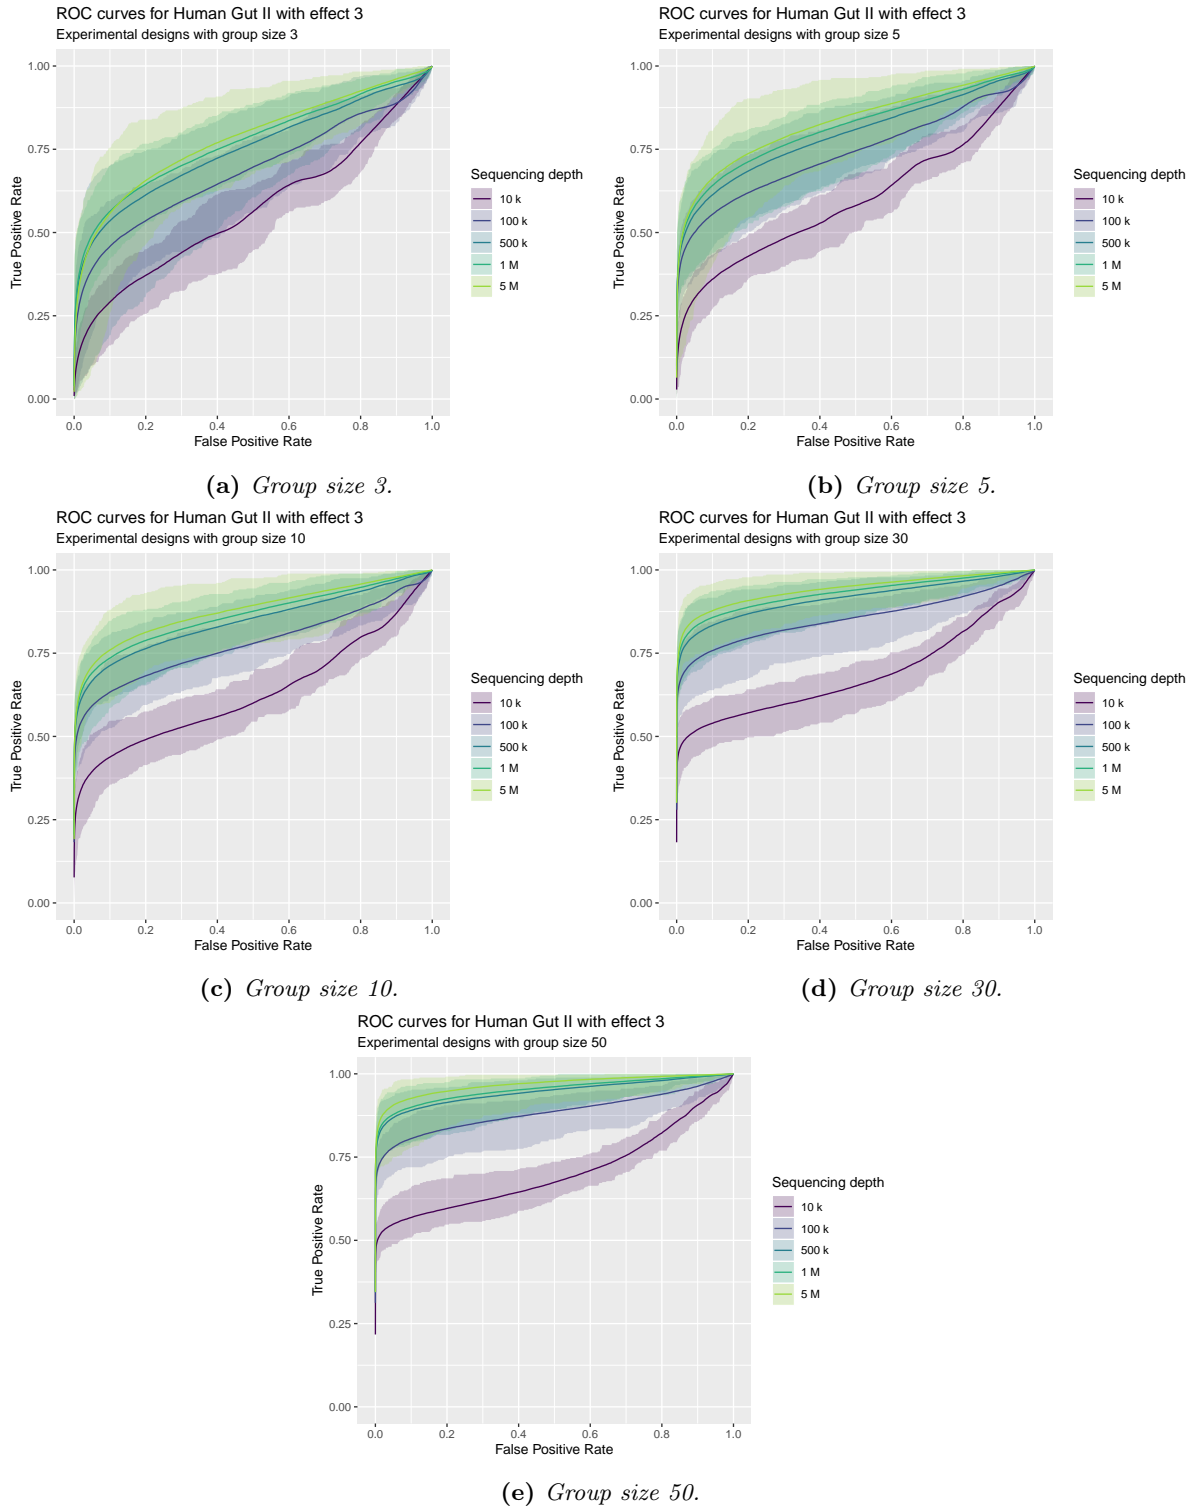 ROC curves for Human Gut II with effect 3
Experimental designs with group size 3
True Positive Rate
1.00
0.75
0.50
0.25
0.00
0.0 0.2 0.4 0.6 0.8 1.0
False Positive Rate
Sequencing depth
10 k
100 k
500 k
1 M
5 M
(a) Group size 3.
ROC curves for Human Gut II with effect 3
Experimental designs with group size 5
True Positive Rate
1.00
0.75
0.50
0.25
0.00
0.0 0.2 0.4 0.6 0.8 1.0
False Positive Rate
Sequencing depth
10 k
100 k
500 k
1 M
5 M
(b) Group size 5.
ROC curves for Human Gut II with effect 3
Experimental designs with group size 10
True Positive Rate
1.00
0.75
0.50
0.25
0.00
0.0 0.2 0.4 0.6 0.8 1.0
False Positive Rate
Sequencing depth
10 k
100 k
500 k
1 M
5 M
(c) Group size 10.
ROC curves for Human Gut II with effect 3
Experimental designs with group size 30
True Positive Rate
1.00
0.75
0.50
0.25
0.00
0.0 0.2 0.4 0.6 0.8 1.0
False Positive Rate
Sequencing depth
10 k
100 k
500 k
1 M
5 M
(d) Group size 30.
ROC curves for Human Gut II with effect 3
Experimental designs with group size 50
True Positive Rate
1.00
0.75
0.50
0.25
0.00
0.0 0.2 0.4 0.6 0.8 1.0
False Positive Rate
Sequencing depth
10 k
100 k
500 k
1 M
5 M
(e) Group size 50.